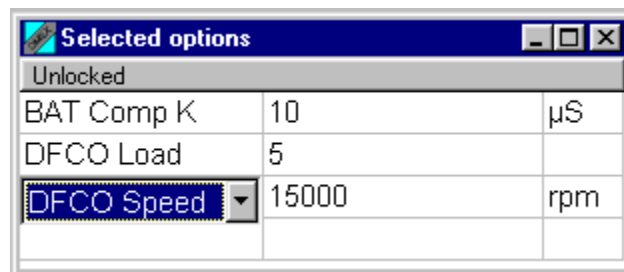 Selected options
Unlocked
BAT Comp K 10 µS
DFCO Load 5
DFCO Speed 15000 rpm